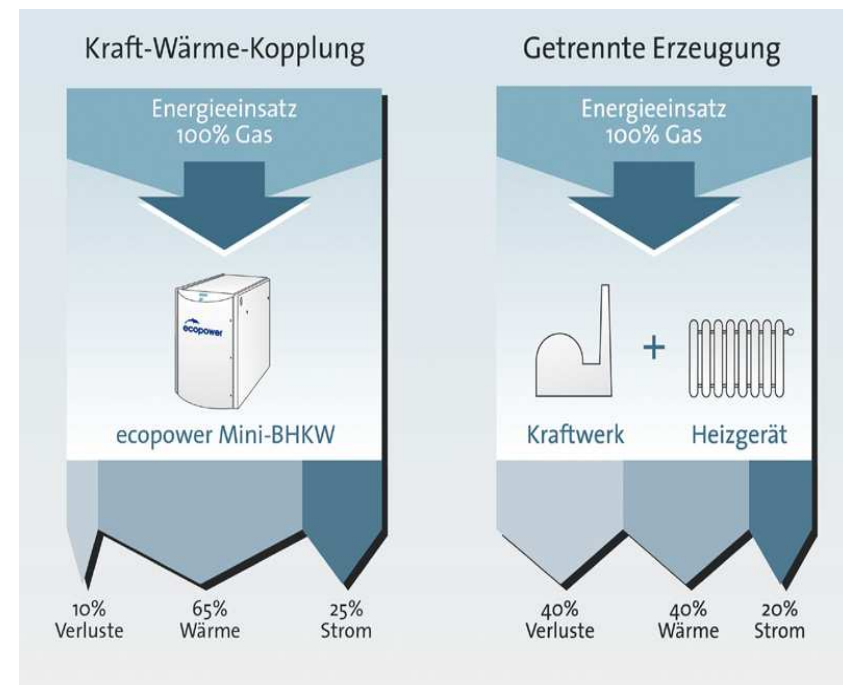 Kraft-Wärme-Kopplung
Energieeinsatz
100% Gas
ecopower
ecopower Mini-BHKW
10%
Verluste
65%
Wärme
25%
Strom
Getrennte Erzeugung
Energieeinsatz
100% Gas
+
Kraftwerk
Heizgerät
40%
Verluste
40%
Wärme
20%
Strom